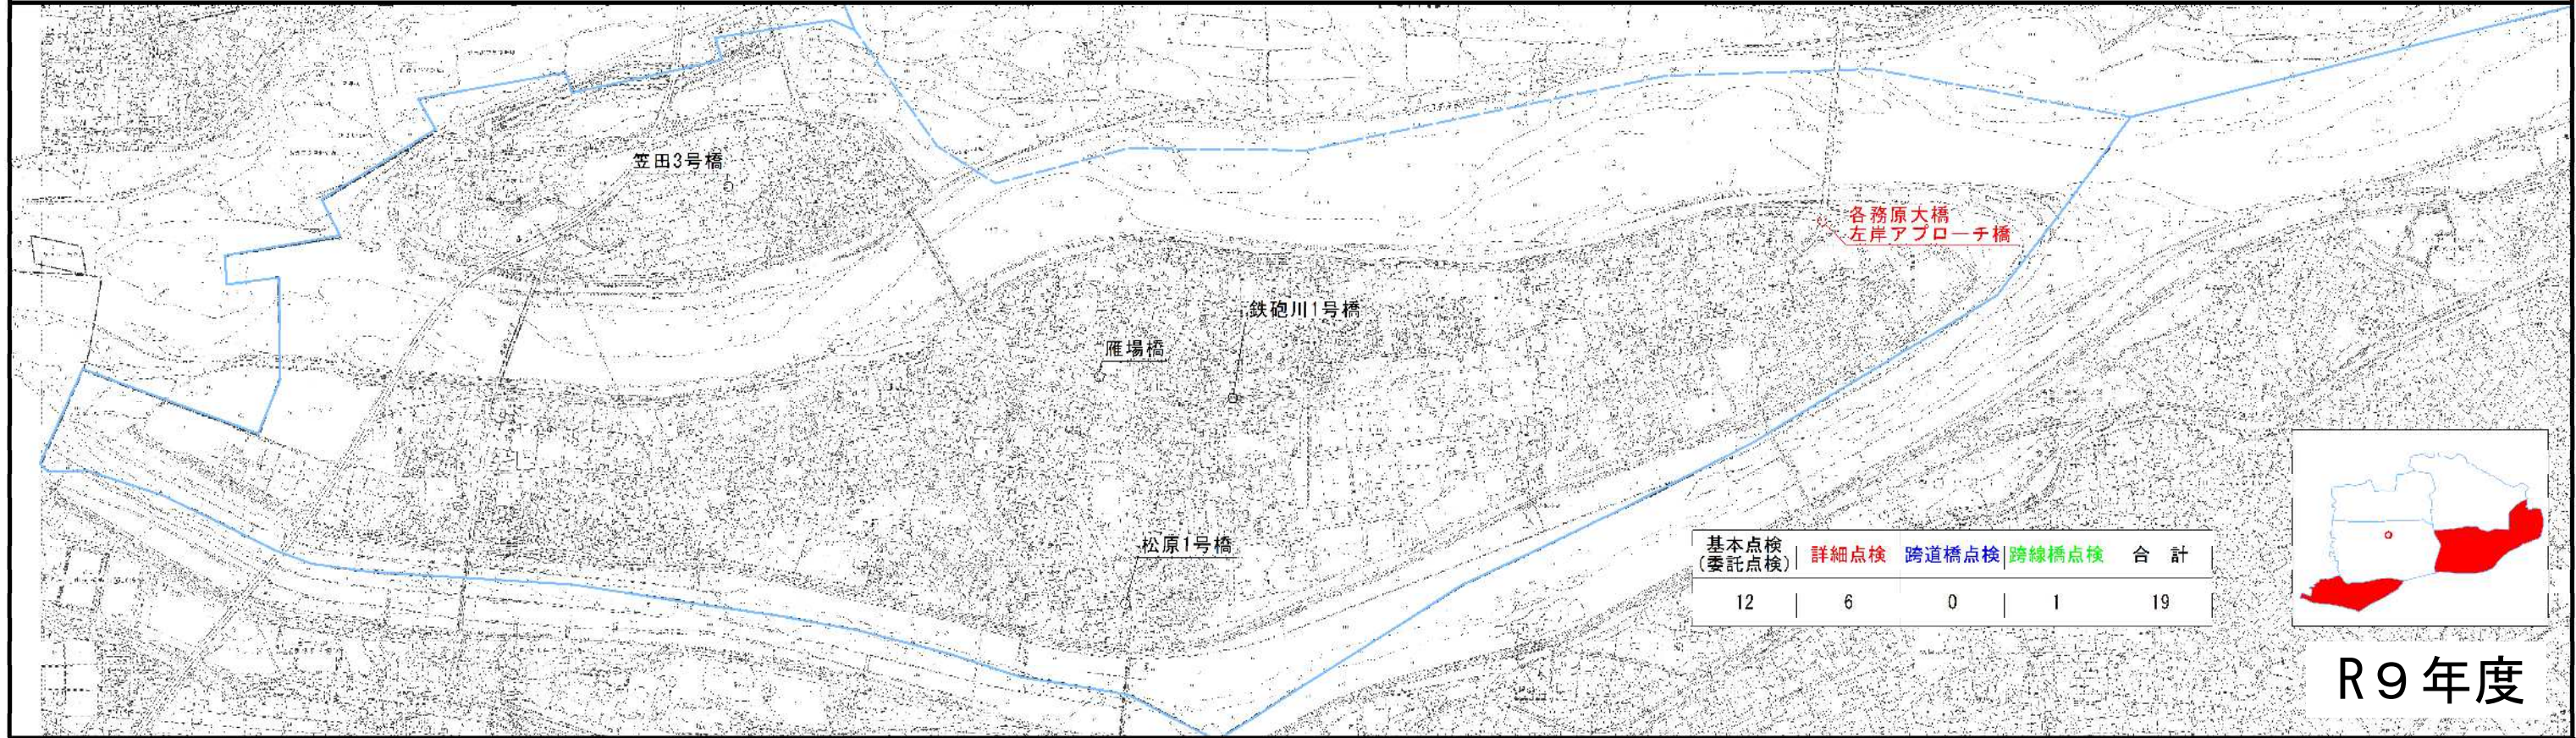 笠田3号橋
各務原大橋
左岸アプローチ橋
鉄砲川1号橋
雁場橋
松原1号橋
基本点検
(委託点検)
詳細点検
跨道橋点検
跨線橋点検
合 計
12
6
0
1
19
R9年度